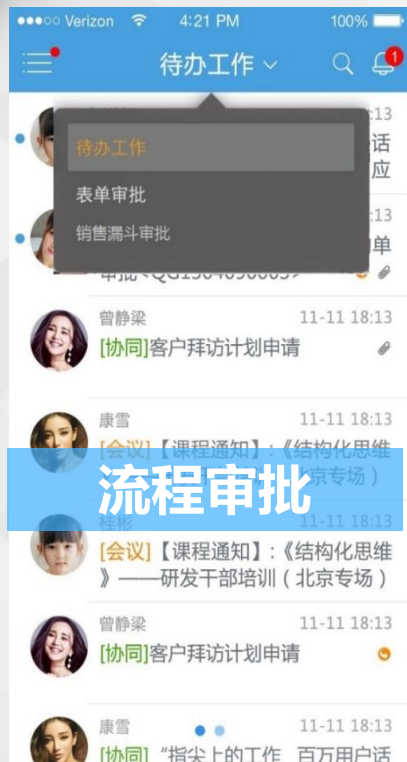 Verizon 4:21 PM 100%
待办工作 1
:13
待办工作 话
应
表单审批
:13
销售漏斗审批 单
曾静梁 11-11 18:13
[协同]客户拜访计划申请
康雪 11-11 18:13
[会议]【课程通知】:《结构化思维
京专场）
流程审批
桂彬 11-11 18:13
[会议]【课程通知】:《结构化思维
》——研发干部培训（北京专场）
曾静梁 11-11 18:13
[协同]客户拜访计划申请
康雪 11-11 18:13
[协同]“指尖上的工作 百万用户话